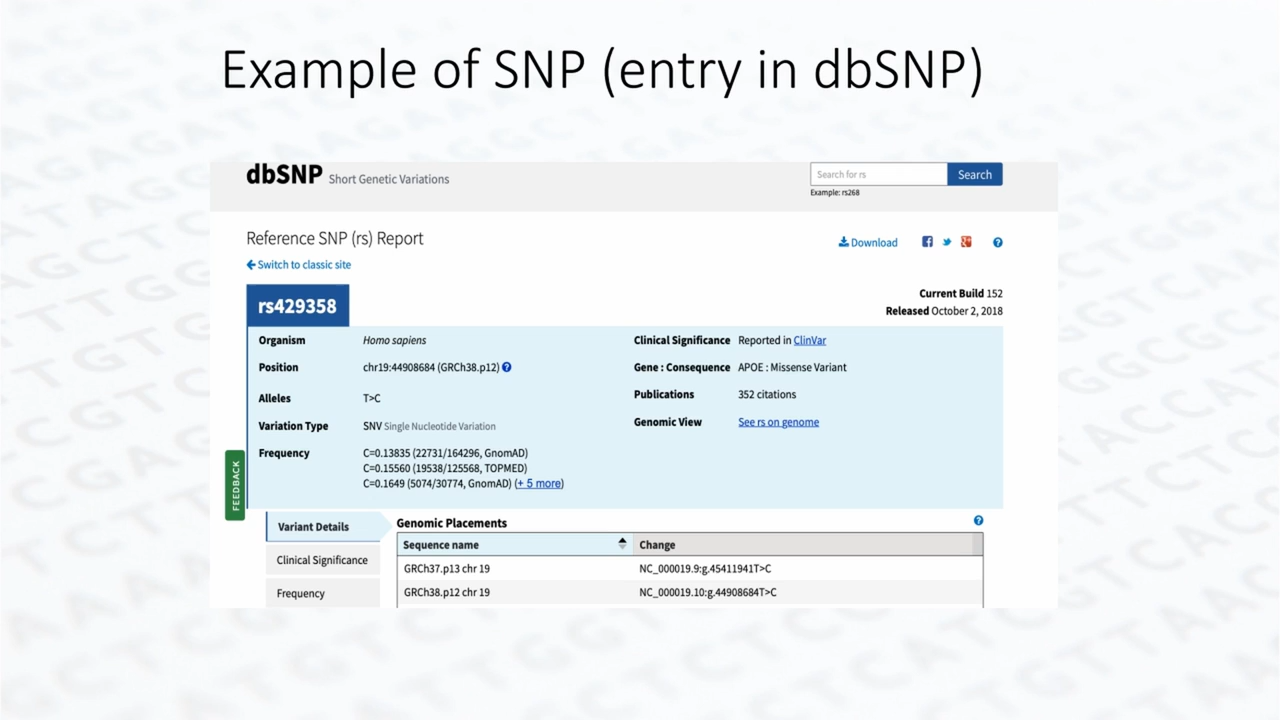 Example of SNP (entry in dbSNP)
dbSNP Short Genetic Variations
Search for rs
Search
Example: rs268
Reference SNP (rs) Report
Download
Switch to classic site
rs429358
Current Build 152
Released October 2, 2018
Organism Homo sapiens
Position chr19:44908684 (GRCh38.p12)
Alleles T>C
Variation Type SNV Single Nucleotide Variation
Frequency C=0.13835 (22731/164296, GnomAD)
C=0.15560 (19538/125568, TOPMED)
C=0.1649 (5074/30774, GnomAD) (+ 5 more)
Clinical Significance Reported in ClinVar
Gene : Consequence APOE : Missense Variant
Publications 352 citations
Genomic View See rs on genome
FEEDBACK
Variant Details
Clinical Significance
Frequency
Genomic Placements
Sequence name Change
GRCh37.p13 chr 19 NC_000019.9:g.45411941T>C
GRCh38.p12 chr 19 NC_000019.10:g.44908684T>C